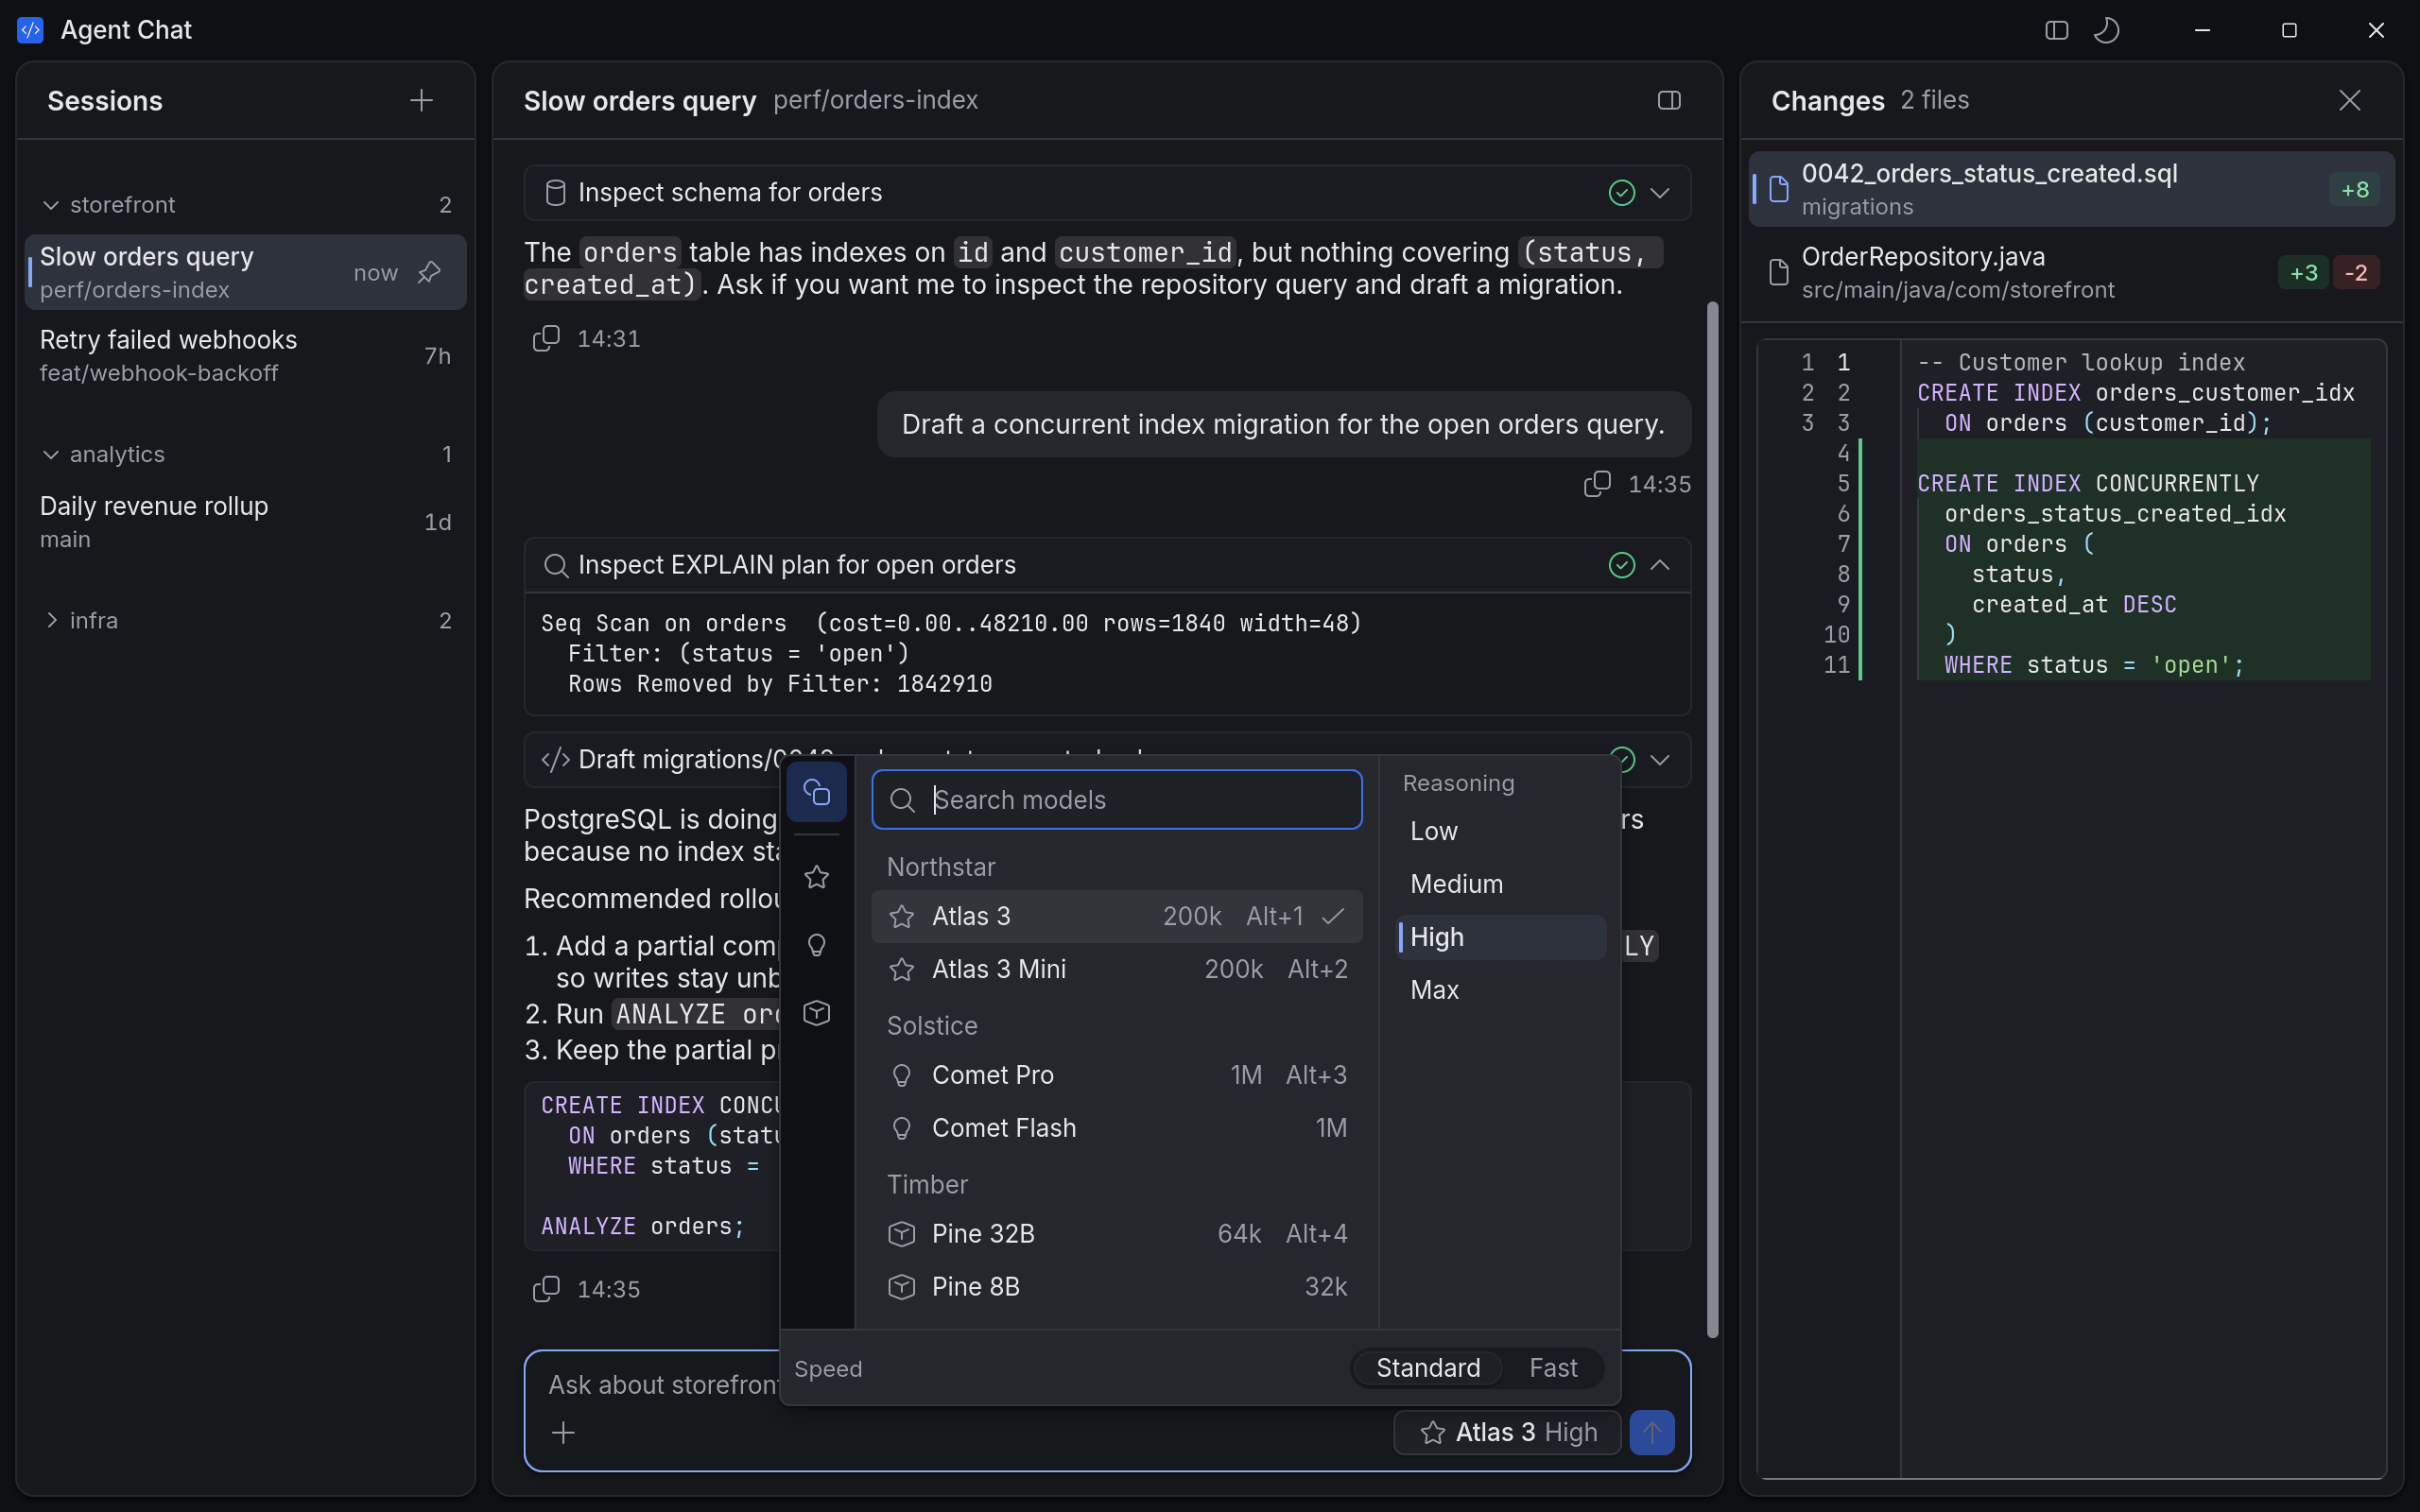 Agent Chat
Sessions
storefront 2
Slow orders query
perf/orders-index
now
Retry failed webhooks
feat/webhook-backoff
7h
analytics 1
Daily revenue rollup
main
1d
infra 2
Slow orders query perf/orders-index
Inspect schema for orders
The orders table has indexes on id and customer_id, but nothing covering (status,
created_at). Ask if you want me to inspect the repository query and draft a migration.
14:31
Draft a concurrent index migration for the open orders query.
14:35
Inspect EXPLAIN plan for open orders
Seq Scan on orders  (cost=0.00..48210.00 rows=1840 width=48)
  Filter: (status = 'open')
  Rows Removed by Filter: 1842910
Draft migrations/
PostgreSQL is doing
because no index
Recommended
1. Add a partial
LY
so writes stay
2. Run ANALYZE
3. Keep the partial
CREATE INDEX
  ON orders (
  WHERE status =
ANALYZE orders;
14:35
Ask about storefront
Atlas 3 High
Search models
Northstar
Atlas 3 200k Alt+1
Atlas 3 Mini 200k Alt+2
Solstice
Comet Pro 1M Alt+3
Comet Flash 1M
Timber
Pine 32B 64k Alt+4
Pine 8B 32k
Reasoning
Low
Medium
High
Max
Speed
Standard Fast
Changes 2 files
0042_orders_status_created.sql
migrations
+8
OrderRepository.java
src/main/java/com/storefront
+3 -2
1 1 -- Customer lookup index
2 2 CREATE INDEX orders_customer_idx
3 3   ON orders (customer_id);
4
5 CREATE INDEX CONCURRENTLY
6   orders_status_created_idx
7   ON orders (
8     status,
9     created_at DESC
10   )
11   WHERE status = 'open';